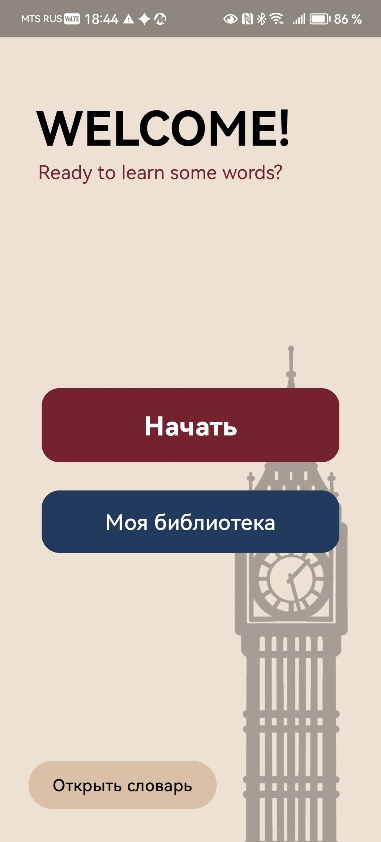 MTS RUS VoLTE 18:44 86 %
WELCOME!
Ready to learn some words?
Начать
Моя библиотека
Открыть словарь